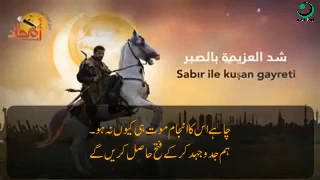 شد العزيمة بالصبر
Sabır ile kuşan gayreti
چاہے اس کا انجام موت ہی کیوں نہ ہو۔
ہم جدوجہد کر کے فتح حاصل کریں گے